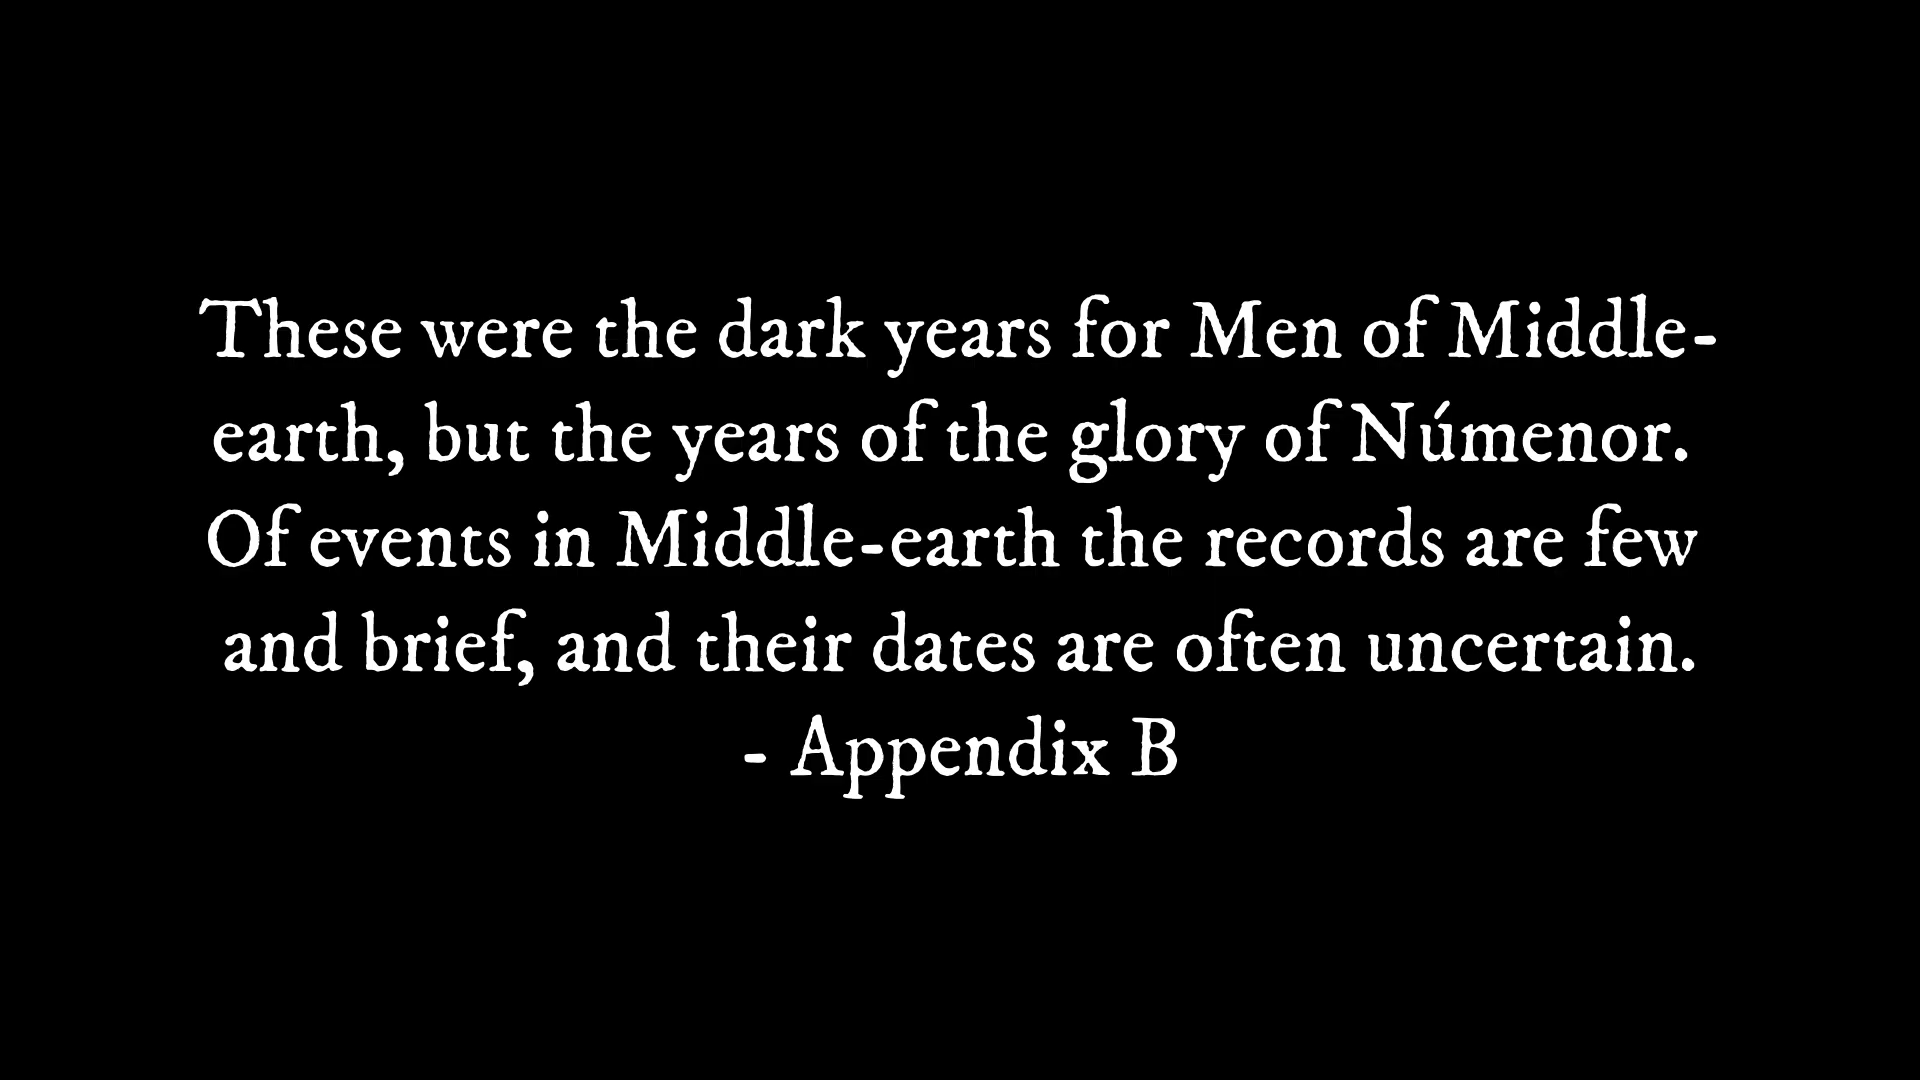 These were the dark years for Men of Middle-
earth, but the years of the glory of Númenor.
Of events in Middle-earth the records are few
and brief, and their dates are often uncertain.
- Appendix B